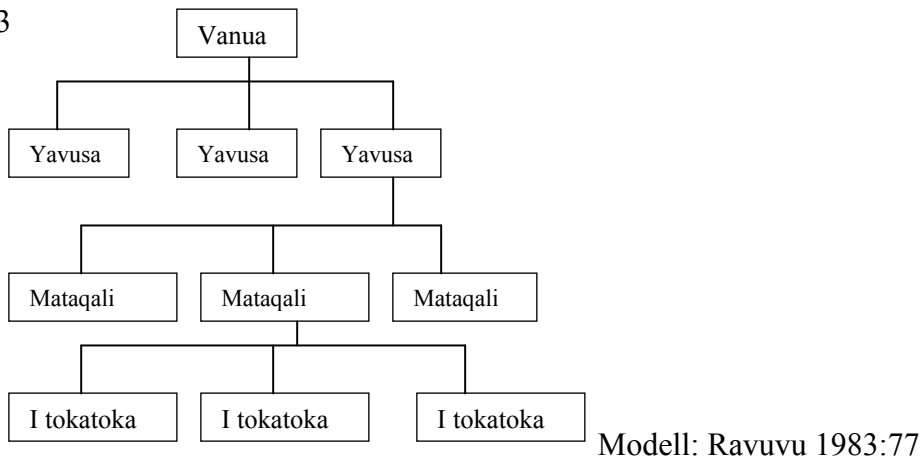 3
Vanua
Yavusa Yavusa Yavusa
Mataqali Mataqali Mataqali
I tokatoka I tokatoka I tokatoka
Modell: Ravuvu 1983:77